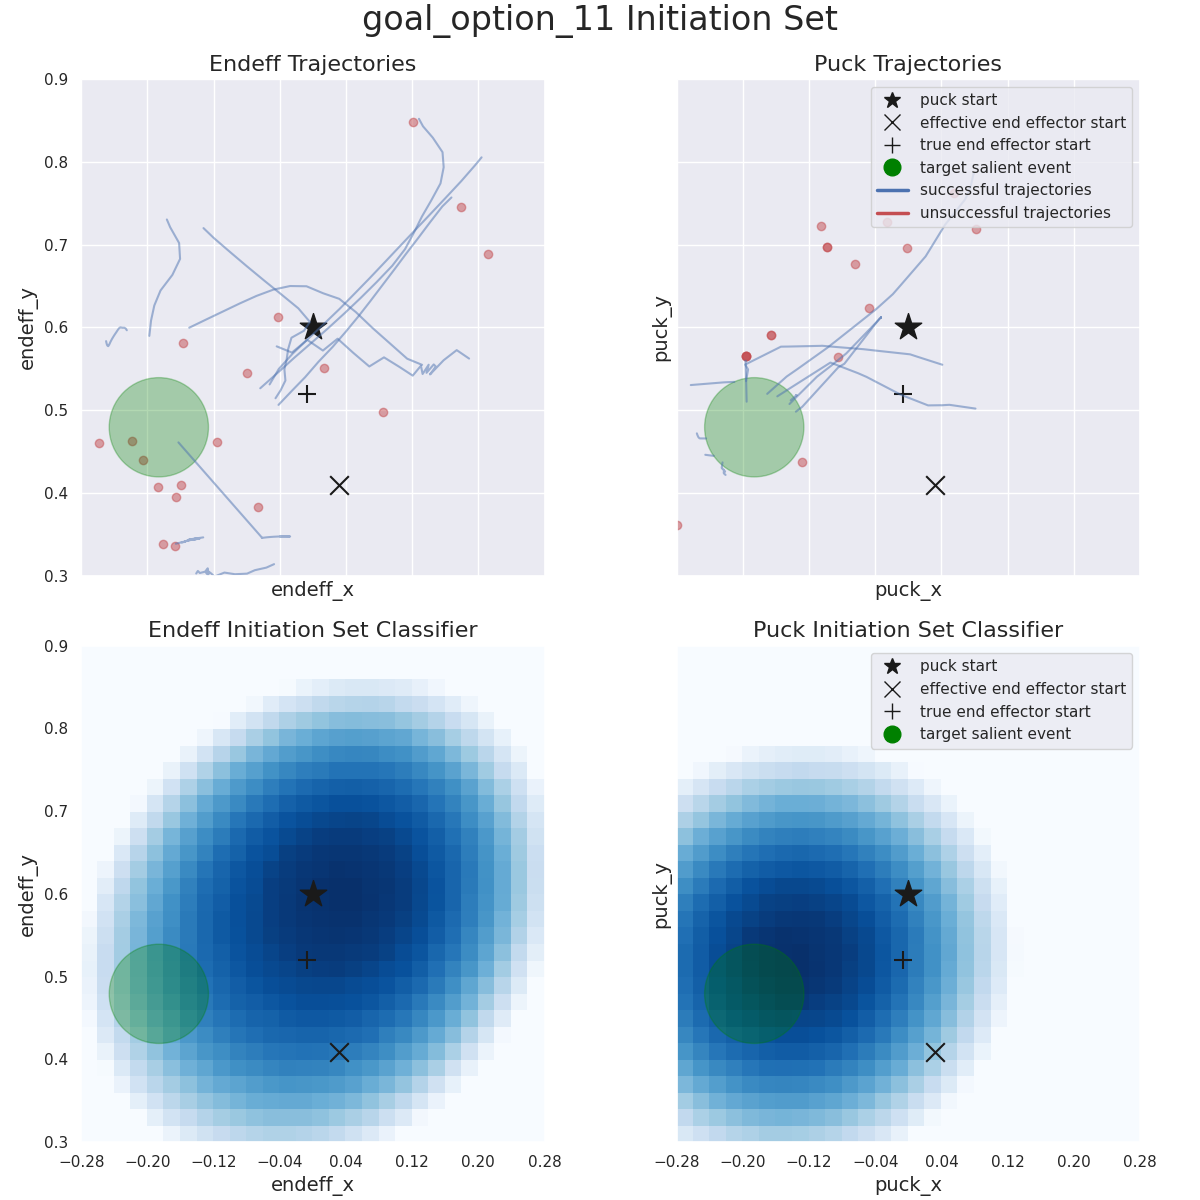 goal_option_11 Initiation Set
Endeff Trajectories
0.9
0.8
0.7
0.6
0.5
0.4
0.3
endeff_y
endeff_x
Puck Trajectories
puck start
effective end effector start
true end effector start
target salient event
successful trajectories
unsuccessful trajectories
puck_y
puck_x
Endeff Initiation Set Classifier
0.9
0.8
0.7
0.6
0.5
0.4
0.3
endeff_y
−0.28 −0.20 −0.12 −0.04 0.04 0.12 0.20 0.28
endeff_x
Puck Initiation Set Classifier
puck start
effective end effector start
true end effector start
target salient event
puck_y
−0.28 −0.20 −0.12 −0.04 0.04 0.12 0.20 0.28
puck_x